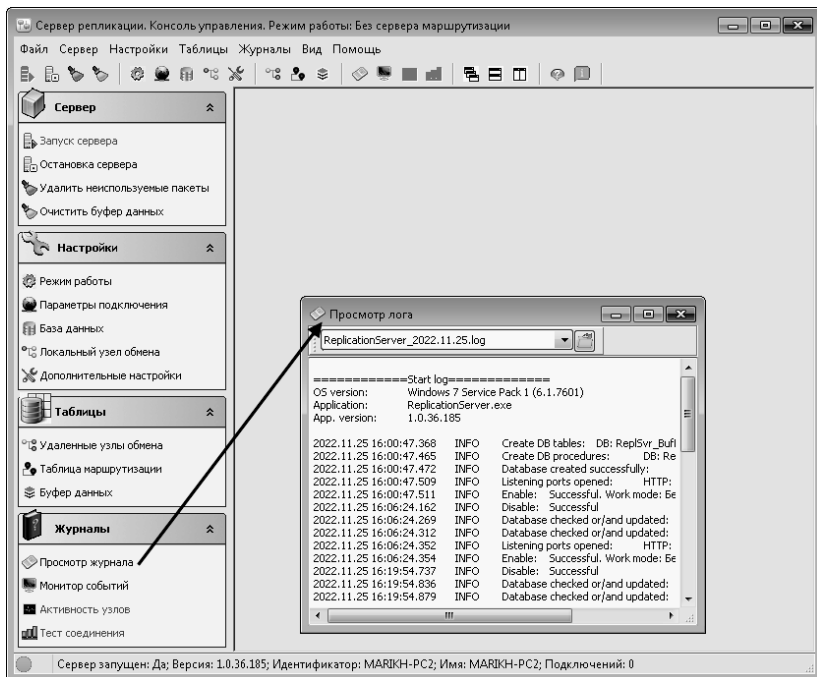 Сервер репликации. Консоль управления. Режим работы: Без сервера маршрутизации
Файл Сервер Настройки Таблицы Журналы Вид Помощь
Сервер
Запуск сервера
Остановка сервера
Удалить неиспользуемые пакеты
Очистить буфер данных
Настройки
Режим работы
Параметры подключения
База данных
Локальный узел обмена
Дополнительные настройки
Таблицы
Удаленные узлы обмена
Таблица маршрутизации
Буфер данных
Журналы
Просмотр журнала
Монитор событий
Активность узлов
Тест соединения
Просмотр лога
ReplicationServer_2022.11.25.log
============Start log==============
OS version: Windows 7 Service Pack 1 (6.1.7601)
Application: ReplicationServer.exe
App. version: 1.0.36.185
2022.11.25 16:00:47.368 INFO Create DB tables: DB: ReplSvr_Buf
2022.11.25 16:00:47.465 INFO Create DB procedures: DB: Re
2022.11.25 16:00:47.472 INFO Database created successfully:
2022.11.25 16:00:47.509 INFO Listening ports opened: HTTP:
2022.11.25 16:00:47.511 INFO Enable: Successful. Work mode: Бе
2022.11.25 16:06:24.162 INFO Disable: Successful
2022.11.25 16:06:24.269 INFO Database checked or/and updated:
2022.11.25 16:06:24.312 INFO Database checked or/and updated:
2022.11.25 16:06:24.352 INFO Listening ports opened: HTTP:
2022.11.25 16:06:24.354 INFO Enable: Successful. Work mode: Бе
2022.11.25 16:19:54.737 INFO Disable: Successful
2022.11.25 16:19:54.836 INFO Database checked or/and updated:
2022.11.25 16:19:54.879 INFO Database checked or/and updated:
Сервер запущен: Да; Версия: 1.0.36.185; Идентификатор: MARIKH-PC2; Имя: MARIKH-PC2; Подключений: 0